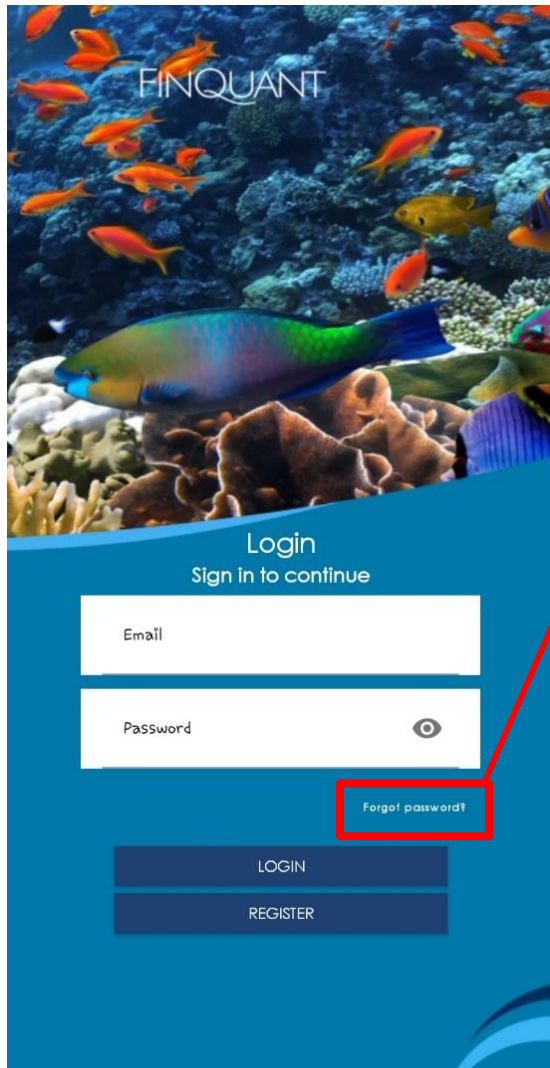 FINQUANT
Login
Sign in to continue
Email
Password
Forgot password?
LOGIN
REGISTER